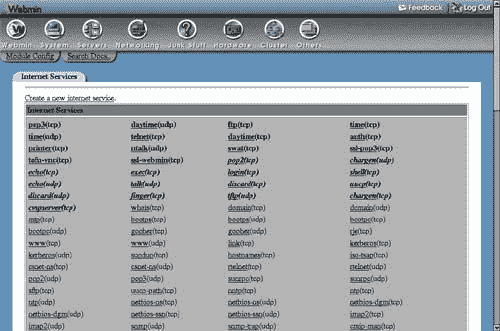 Webmin Feedback Log Out
Webmin System Servers Networking Junk Stuff Hardware Cluster Others
Module Config Search Docs..
Internet Services
Create a new internet service.
Internet Services
pop3(tcp) daytime(udp) ftp(tcp) time(tcp)
time(udp) telnet(tcp) daytime(tcp) auth(tcp)
printer(tcp) ntalk(udp) swat(tcp) ssl-pop3(tcp)
ssl-webmin(tcp) pop2(tcp) chargen(udp)
echo(tcp) exec(tcp) login(tcp) shell(tcp)
echo(udp) talk(udp) discard(tcp) uucp(tcp)
discard(udp) finger(tcp) tftp(udp) chargen(tcp)
cvspserver(tcp) whois(tcp) domain(tcp) domain(udp)
mtp(tcp) bootps(tcp) bootps(udp) bootpc(tcp)
bootpc(udp) gopher(tcp) gopher(udp) rje(tcp)
www(tcp) www(udp) link(tcp) kerberos(tcp)
kerberos(udp) supdup(tcp) hostnames(tcp) iso-tsap(tcp)
csnet-ns(tcp) csnet-ns(udp) rtelnet(tcp) rtelnet(udp)
pop2(udp) pop3(udp) sunrpc(tcp) sunrpc(udp)
sftp(tcp) uucp-path(tcp) nntp(tcp) ntp(tcp)
ntp(udp) netbios-ns(tcp) netbios-ns(udp) netbios-dgm(tcp)
netbios-dgm(udp) netbios-ssn(tcp) netbios-ssn(udp) imap2(tcp)
imap2(udp) snmp(udp) snmp-trap(udp) cmip-man(tcp)